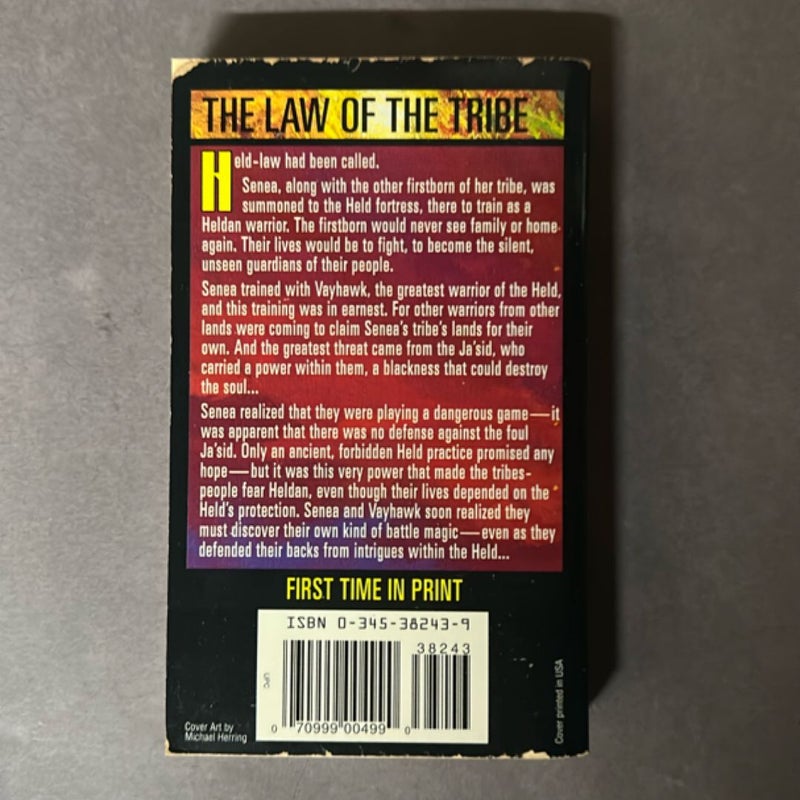 THE LAW OF THE TRIBE
Held-law had been called.
Senea, along with the other firstborn of her tribe, was
summoned to the Held fortress, there to train as a
Heldan warrior. The firstborn would never see family or home
again. Their lives would be to fight, to become the silent,
unseen guardians of their people.
Senea trained with Vayhawk, the greatest warrior of the Held,
and this training was in earnest. For other warriors from other
lands were coming to claim Senea's tribe's lands for their
own. And the greatest threat came from the Ja'sid, who
carried a power within them, a blackness that could destroy
the soul...
Senea realized that they were playing a dangerous game—it
was apparent that there was no defense against the foul
Ja'sid. Only an ancient, forbidden Held practice promised any
hope—but it was this very power that made the tribes-
people fear Heldan, even though their lives depended on the
Held's protection. Senea and Vayhawk soon realized they
must discover their own kind of battle magic—even as they
defended their backs from intrigues within the Held...
FIRST TIME IN PRINT
ISBN 0-345-38243-9
38243
UPC
0 70999 00499 0
Cover Art by
Michael Herring
Cover printed in USA